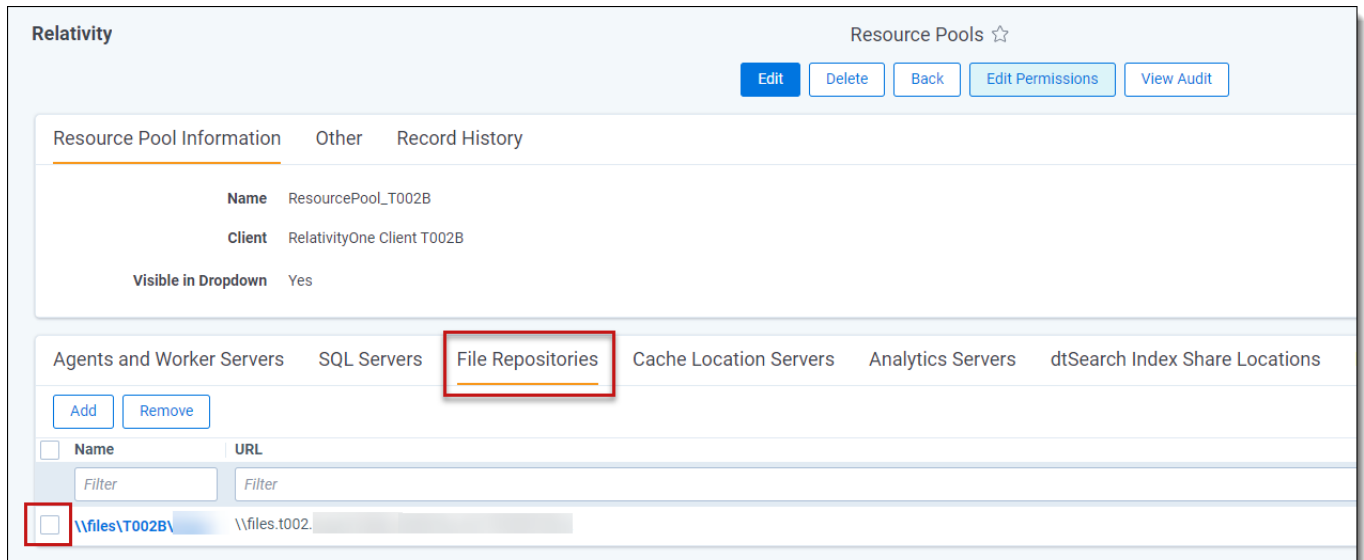 Relativity
Resource Pools
Edit Delete Back Edit Permissions View Audit
Resource Pool Information Other Record History
Name ResourcePool_T002B
Client RelativityOne Client T002B
Visible in Dropdown Yes
Agents and Worker Servers SQL Servers File Repositories Cache Location Servers Analytics Servers dtSearch Index Share Locations
Add Remove
Name URL
Filter Filter
\\files\T002B\ \\files.t002.